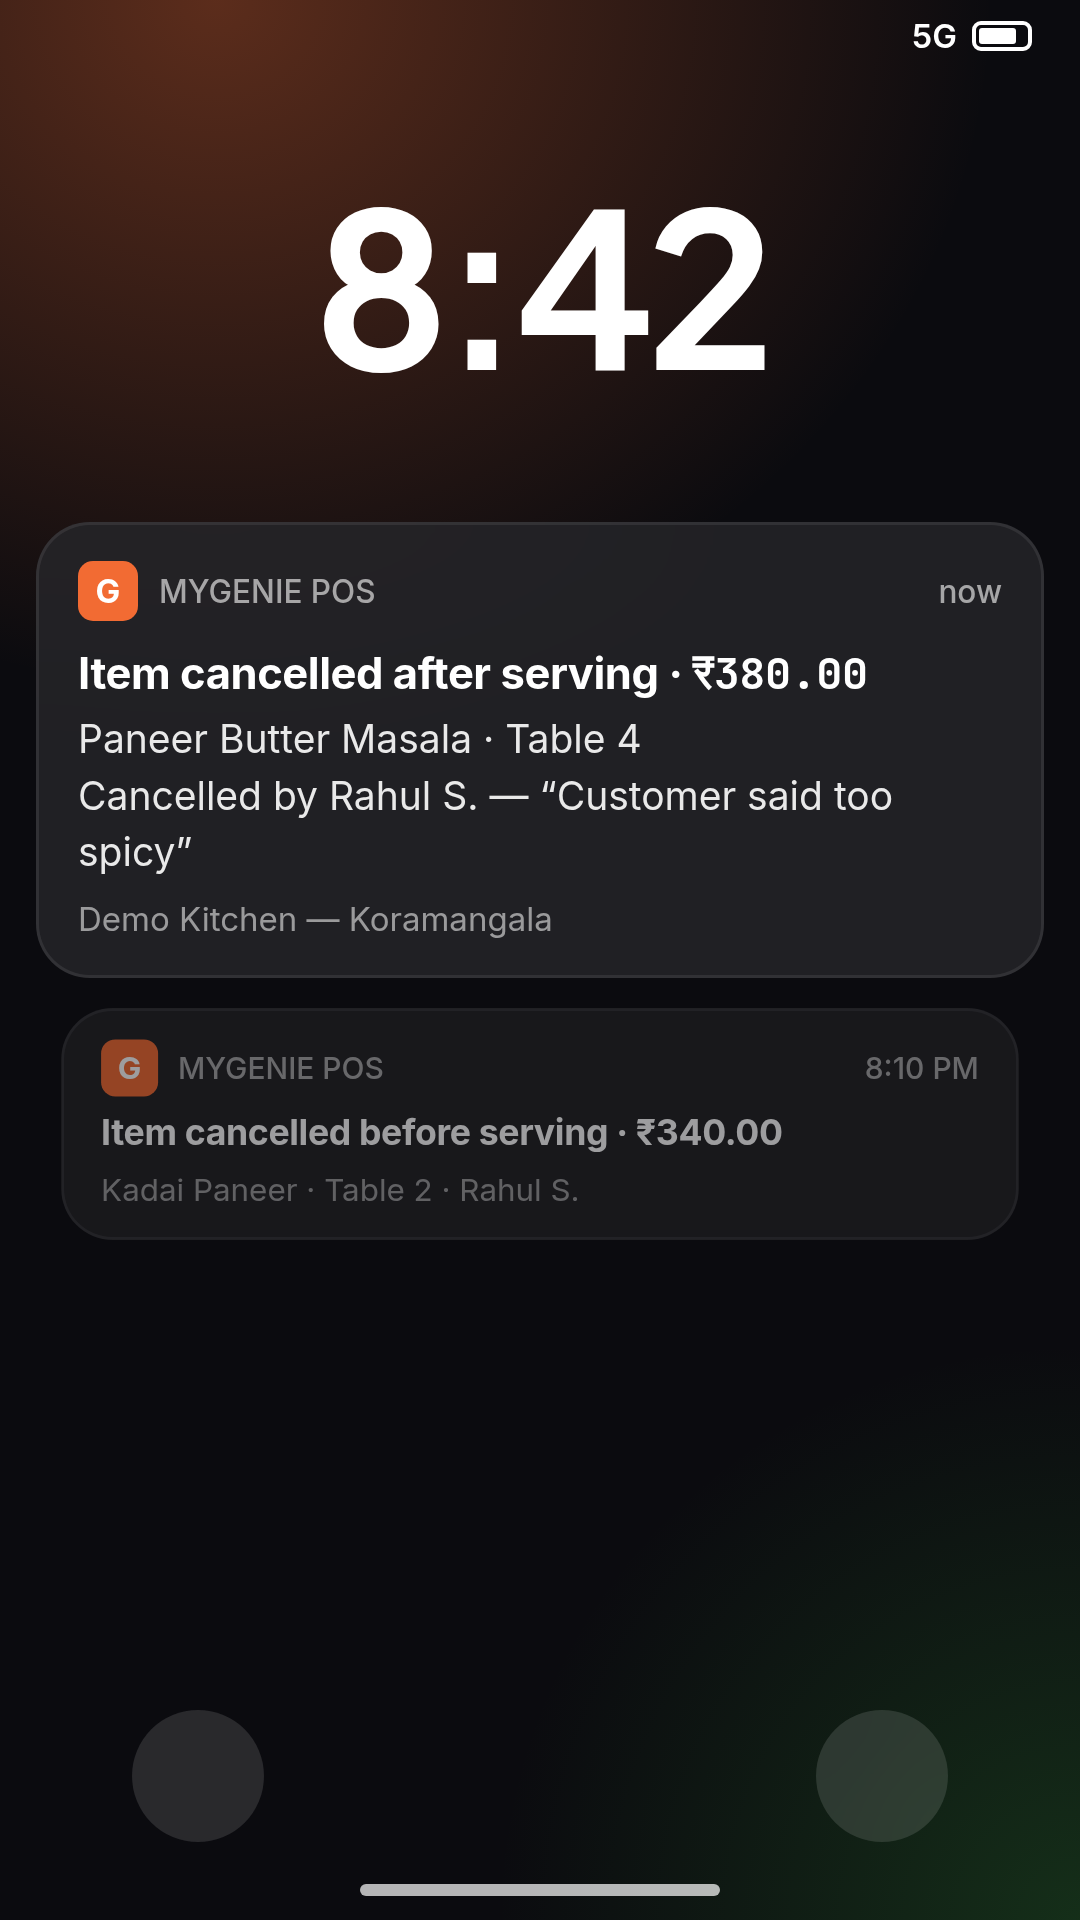 5G
8:42
G MYGENIE POS now
Item cancelled after serving · ₹380.00
Paneer Butter Masala · Table 4
Cancelled by Rahul S. — “Customer said too
spicy”
Demo Kitchen — Koramangala
G MYGENIE POS 8:10 PM
Item cancelled before serving · ₹340.00
Kadai Paneer · Table 2 · Rahul S.